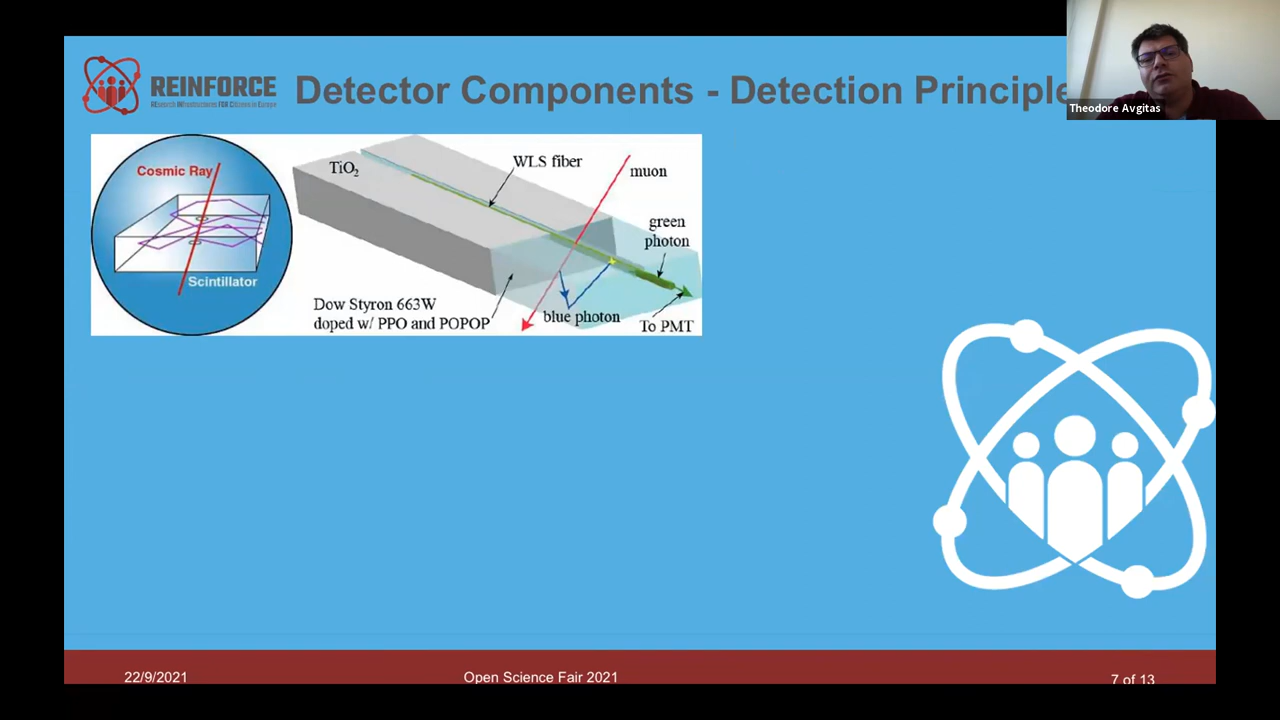 REINFORCE
REsearch INfrastructures FOR Citizens in Europe
Detector Components - Detection Principle
Theodore Avgitas
Cosmic Ray
Scintillator
TiO2
WLS fiber
muon
green
photon
Dow Styron 663W
doped w/ PPO and POPOP
blue photon
To PMT
22/9/2021
Open Science Fair 2021
7 of 13